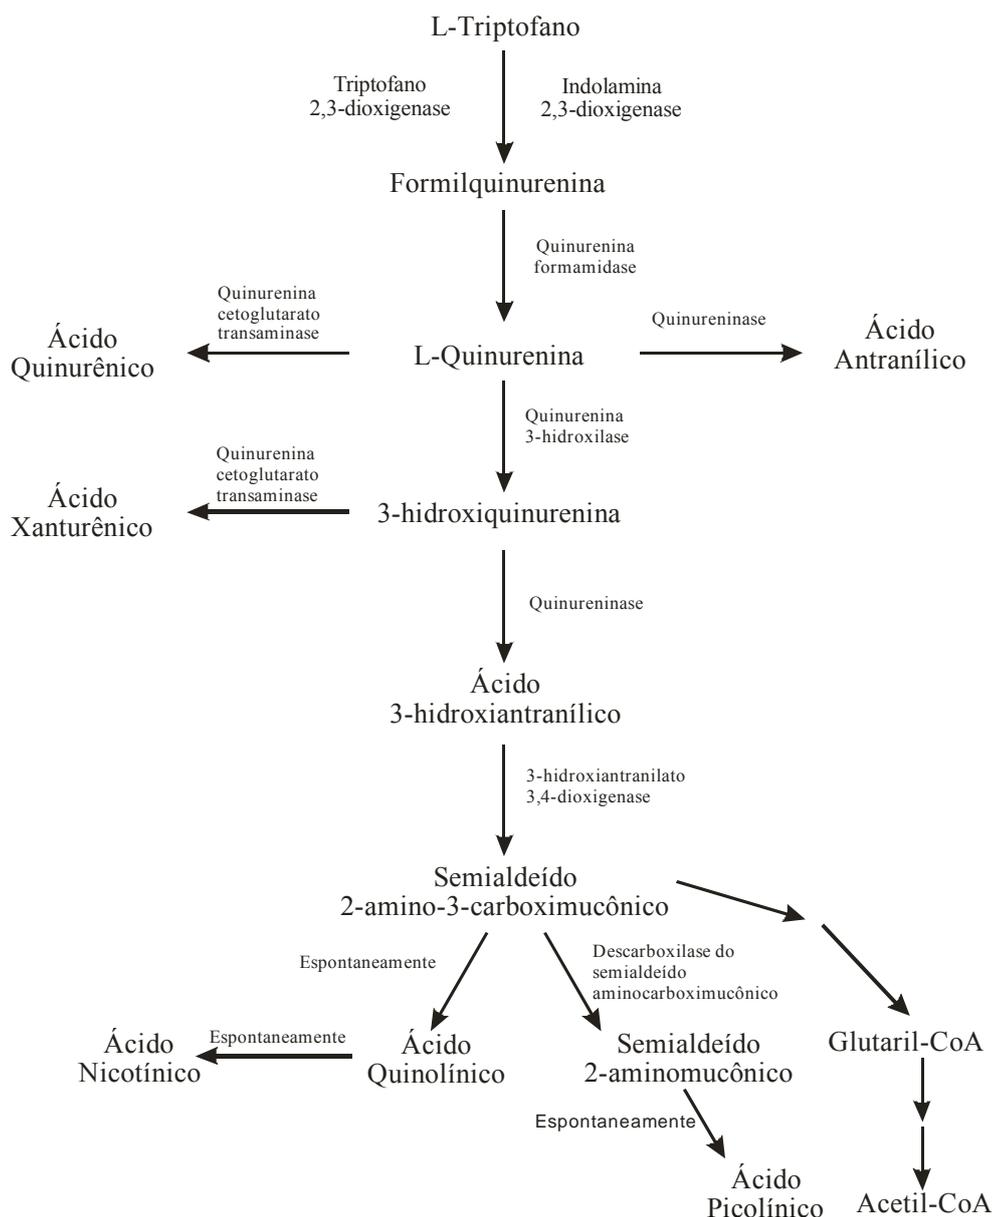 L-Triptofano
Triptofano
2,3-dioxigenase
Indolamina
2,3-dioxigenase
Formilquinurenina
Quinurenina
formamidase
Quinurenina
cetoglutarato
transaminase
Ácido
Quinurênico
L-Quinurenina
Quinureninase
Ácido
Antranílico
Quinurenina
3-hidroxilase
Quinurenina
cetoglutarato
transaminase
Ácido
Xanturênico
3-hidroxiquinurenina
Quinureninase
Ácido
3-hidroxiantranílico
3-hidroxiantranilato
3,4-dioxigenase
Semialdeído
2-amino-3-carboximucônico
Espontaneamente
Descarboxilase do
semialdeído
aminocarboximucônico
Ácido
Nicotínico
Espontaneamente
Ácido
Quinolínico
Semialdeído
2-aminomucônico
Glutaril-CoA
Espontaneamente
Ácido
Picolínico
Acetil-CoA